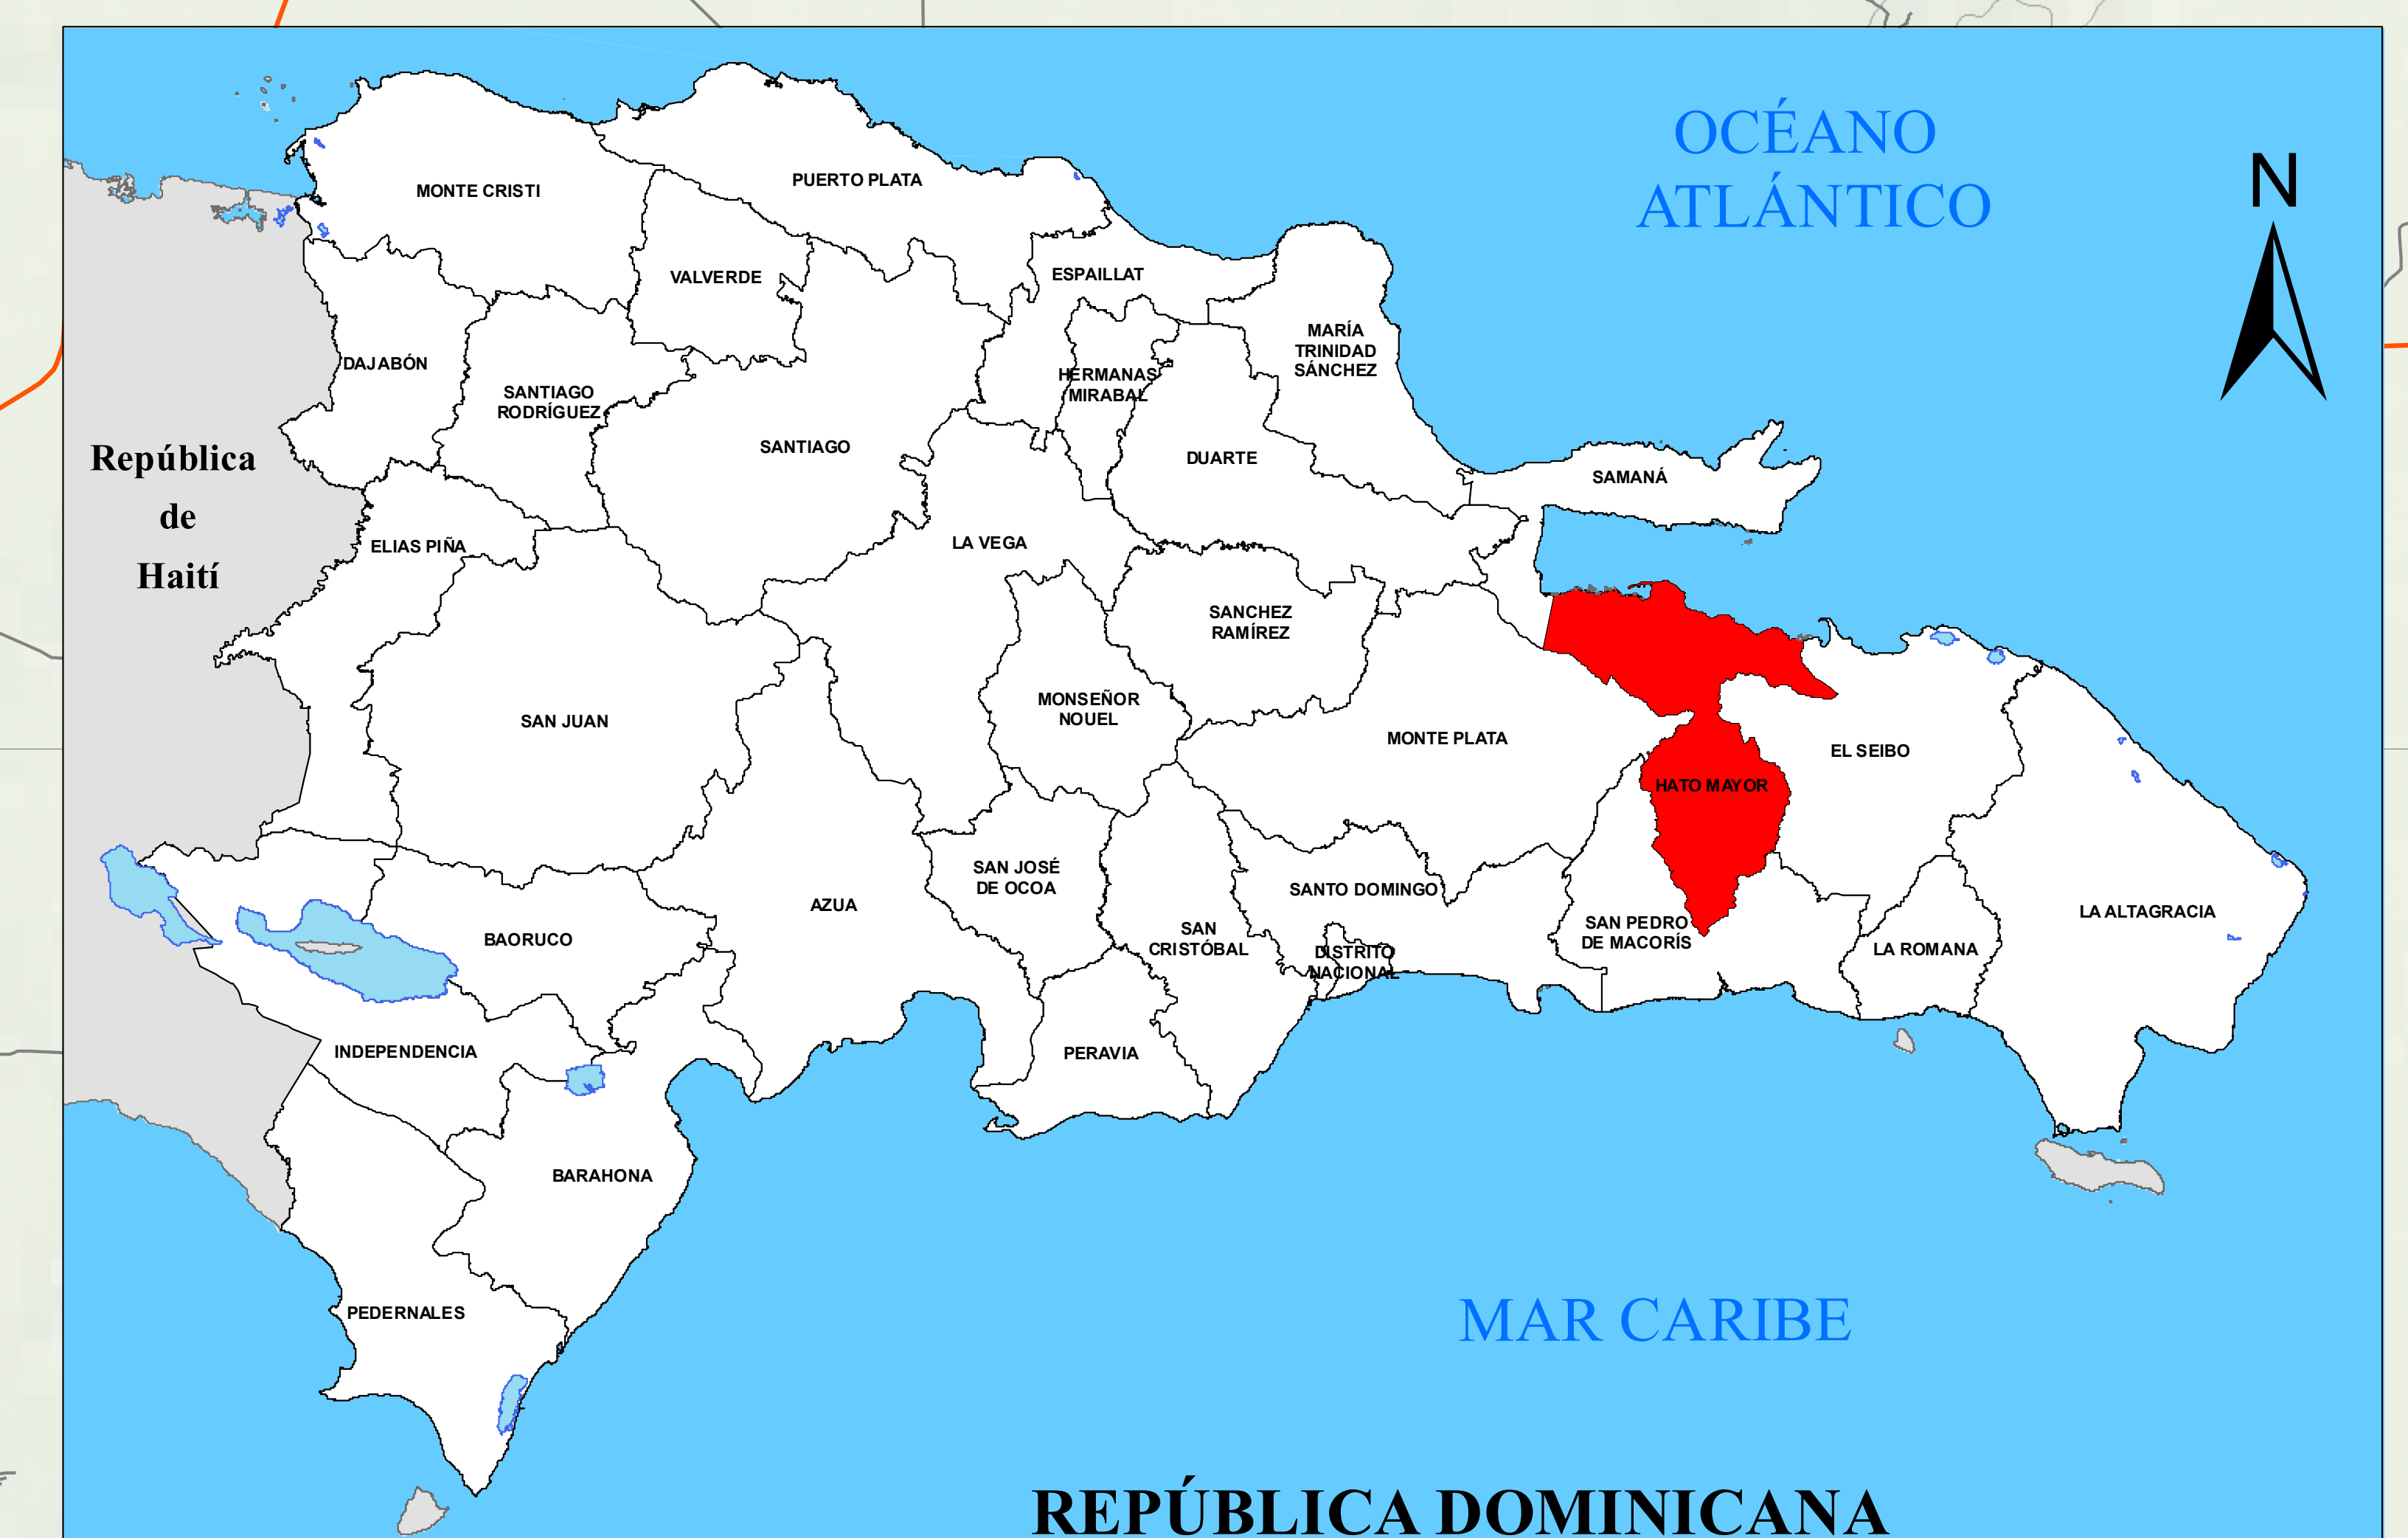 OCÉANO
ATLÁNTICO
N
MONTE CRISTI
PUERTO PLATA
VALVERDE
ESPAILLAT
DAJABÓN
SANTIAGO
RODRÍGUEZ
MARÍA
TRINIDAD
SÁNCHEZ
HERMANAS
MIRABAL
República
de
Haití
SANTIAGO
DUARTE
SAMANÁ
ELIAS PIÑA
LA VEGA
SANCHEZ
RAMÍREZ
SAN JUAN
MONSEÑOR
NOUEL
MONTE PLATA
EL SEIBO
HATO MAYOR
SAN JOSÉ
DE OCOA
SANTO DOMINGO
AZUA
BAORUCO
SAN
CRISTÓBAL
DISTRITO
NACIONAL
SAN PEDRO
DE MACORÍS
LA ROMANA
LA ALTAGRACIA
INDEPENDENCIA
PERAVIA
BARAHONA
PEDERNALES
MAR CARIBE
REPÚBLICA DOMINICANA